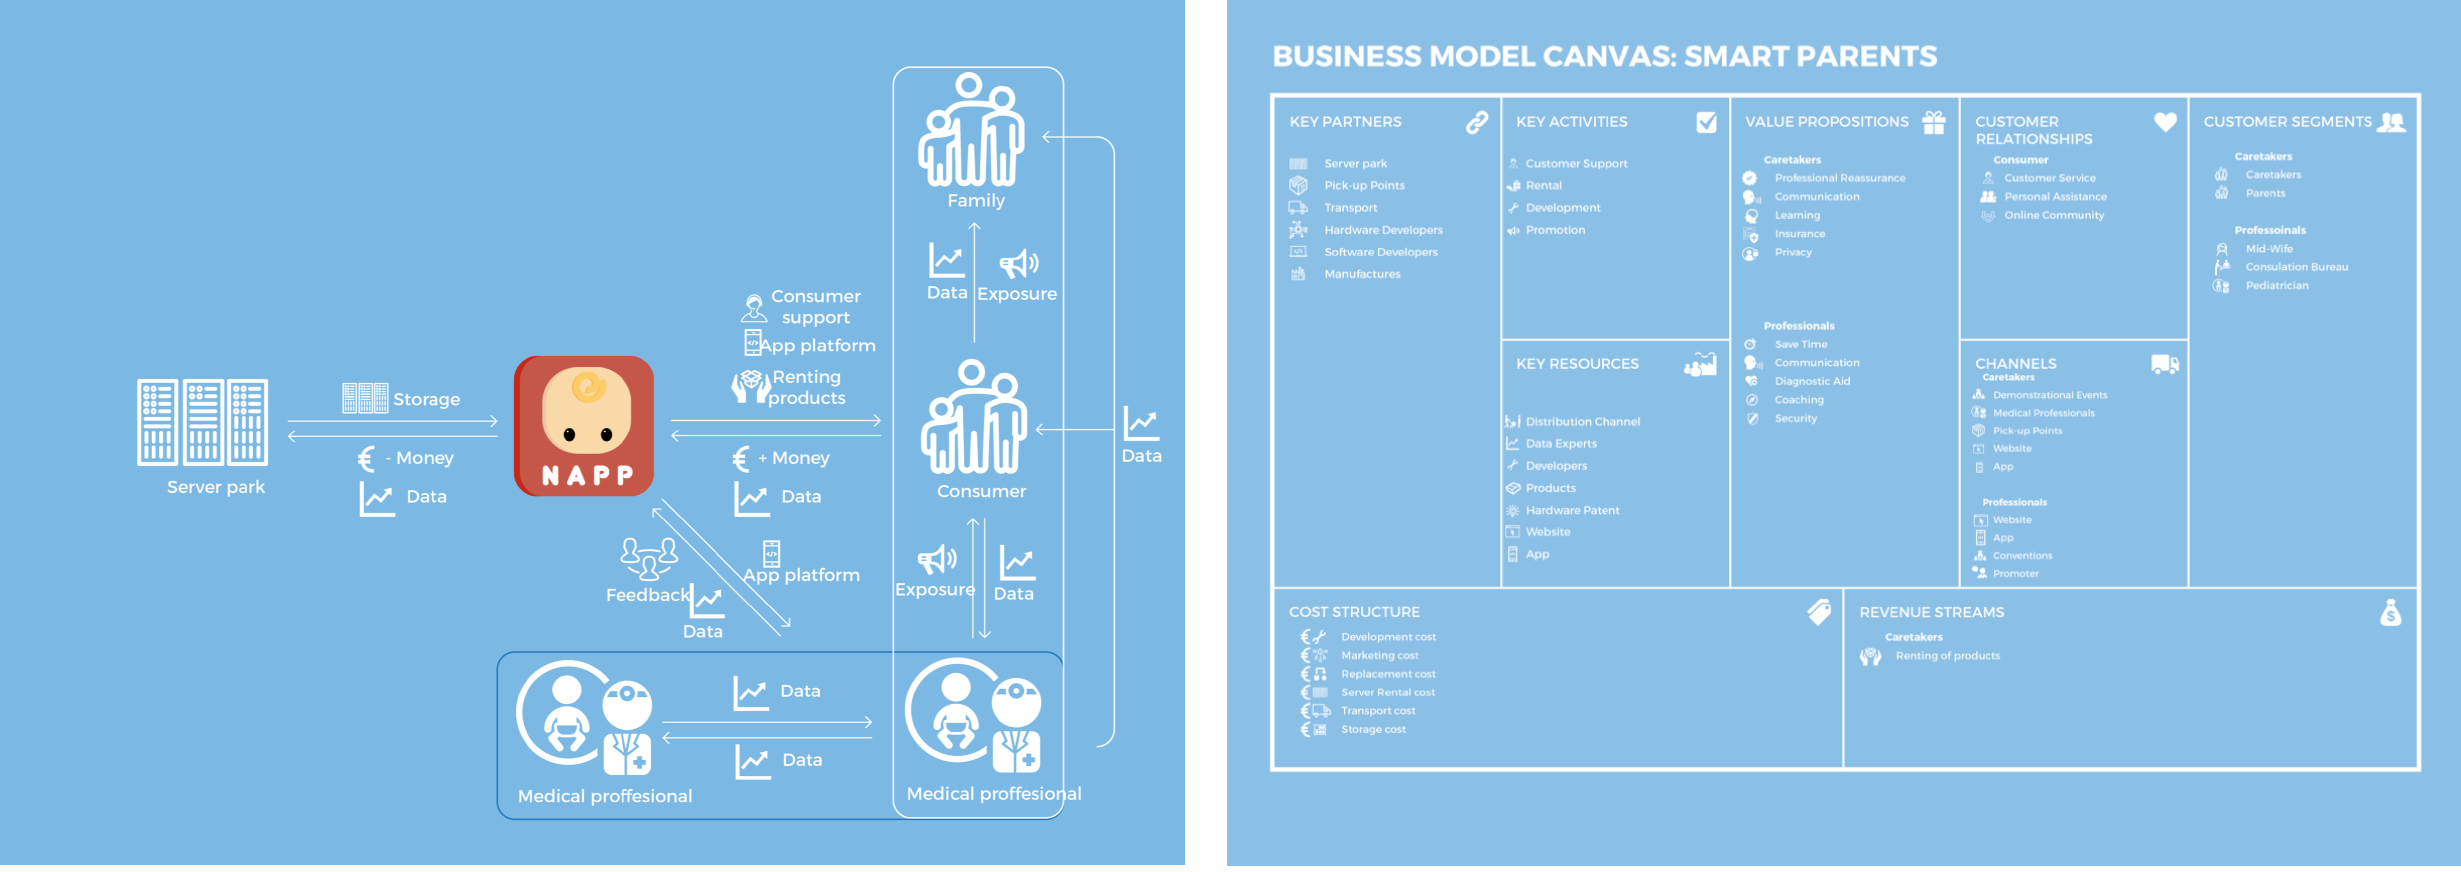 Family
Data
Exposure
Consumer
support
App platform
Renting
products
Storage
- Money
Data
Server park
NAPP
+ Money
Data
Consumer
Data
Feedback
Data
App platform
Exposure
Data
Data
Data
Medical proffesional
Medical proffesional
BUSINESS MODEL CANVAS: SMART PARENTS
KEY PARTNERS
Server park
Pick-up Points
Transport
Hardware Developers
Software Developers
Manufactures
KEY ACTIVITIES
Customer Support
Rental
Development
Promotion
KEY RESOURCES
Distribution Channel
Data Experts
Developers
Products
Hardware Patent
Website
App
VALUE PROPOSITIONS
Caretakers
Professional Reassurance
Communication
Learning
Insurance
Privacy
Professionals
Save Time
Communication
Diagnostic Aid
Coaching
Security
CUSTOMER
RELATIONSHIPS
Consumer
Customer Service
Personal Assistance
Online Community
CHANNELS
Caretakers
Demonstrational Events
Medical Professionals
Pick-up Points
Website
App
Professionals
Website
App
Conventions
Promoter
CUSTOMER SEGMENTS
Caretakers
Caretakers
Parents
Professoinals
Mid-Wife
Consulation Bureau
Pediatrician
COST STRUCTURE
Development cost
Marketing cost
Replacement cost
Server Rental cost
Transport cost
Storage cost
REVENUE STREAMS
Caretakers
Renting of products